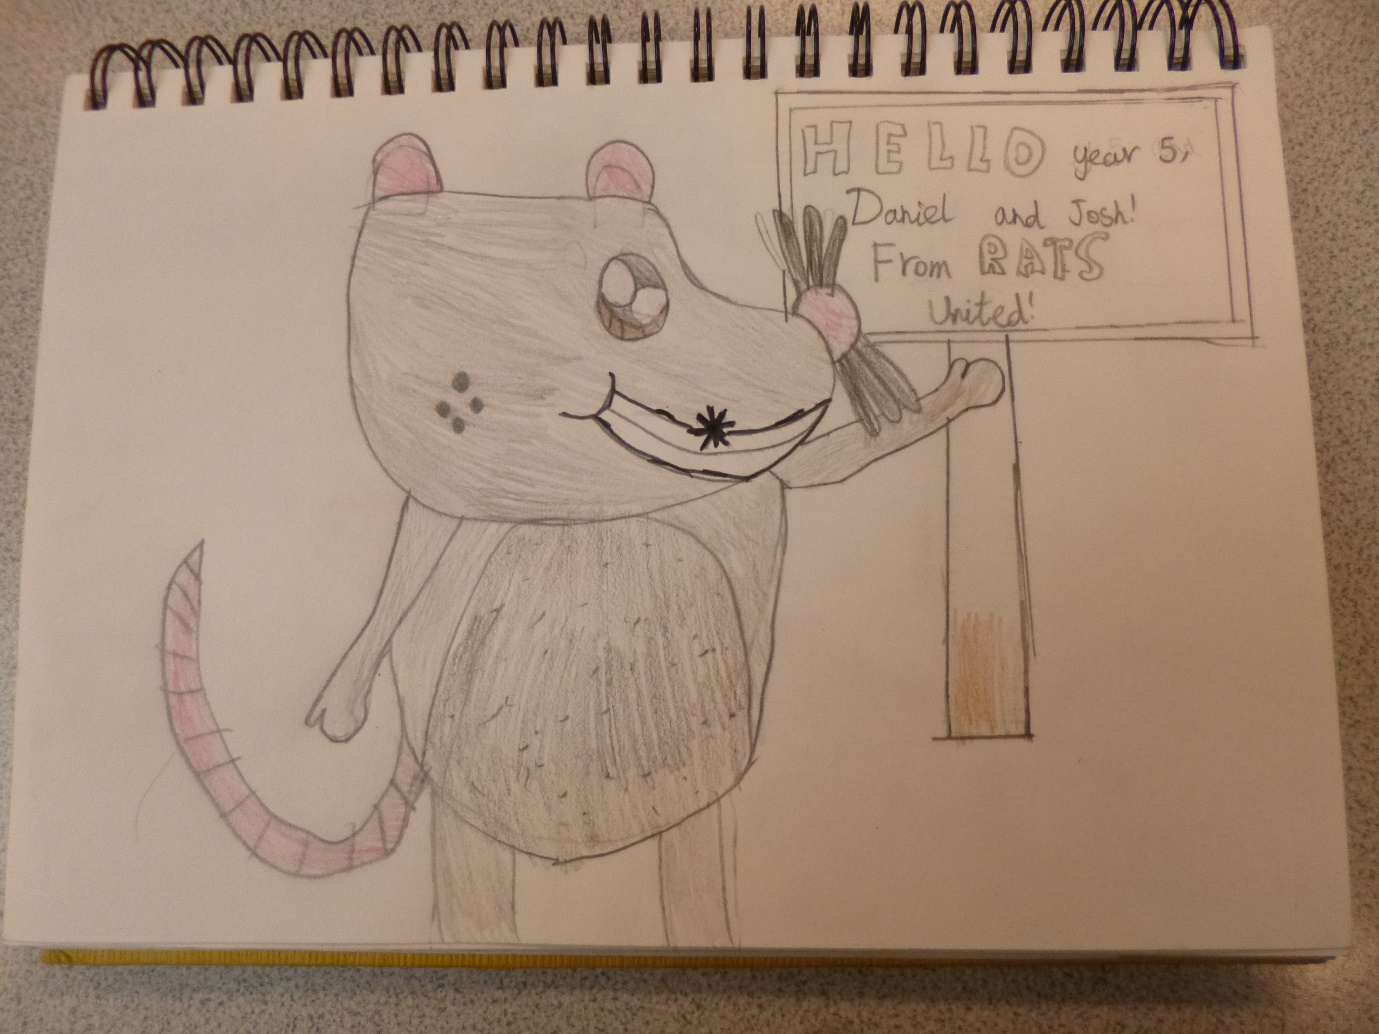 HELLO year 5,
Daniel and Josh!
From RATS
United!